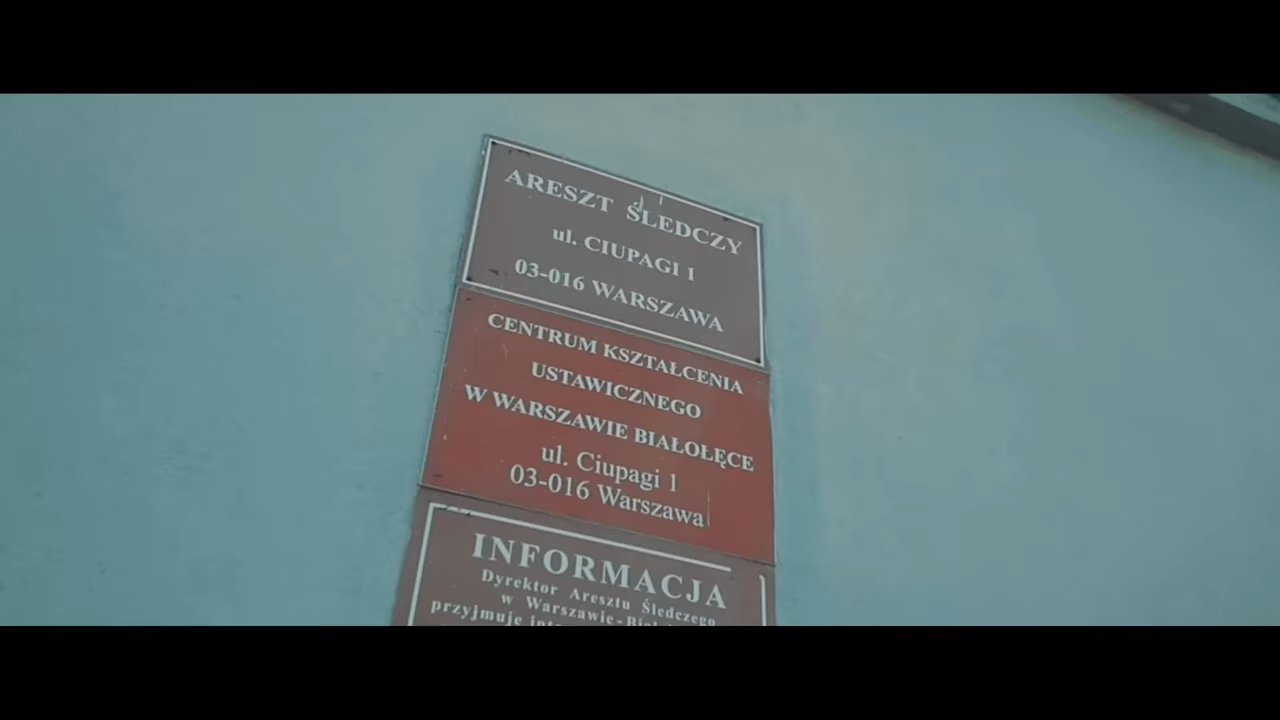 ARESZT ŚLEDCZY
ul. CIUPAGI 1
03-016 WARSZAWA
CENTRUM KSZTAŁCENIA
USTAWICZNEGO
W WARSZAWIE BIAŁOŁĘCE
ul. Ciupagi 1
03-016 Warszawa
INFORMACJA
Dyrektor Aresztu Śledczego
w Warszawie-
przyjmuje